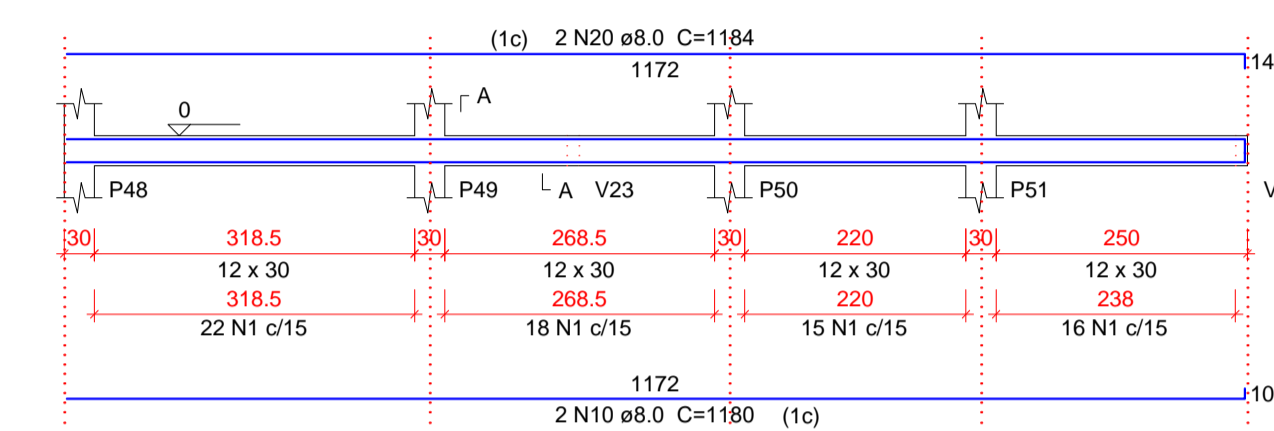 (1c) 2 N20 ø8.0 C=1184
1172
14
A
0
P48
P49
A
V23
P50
P51
V
30 318.5 30 268.5 30 220 30 250
12 x 30 12 x 30 12 x 30 12 x 30
318.5 268.5 220 238
22 N1 c/15 18 N1 c/15 15 N1 c/15 16 N1 c/15
1172
10
2 N10 ø8.0 C=1180 (1c)